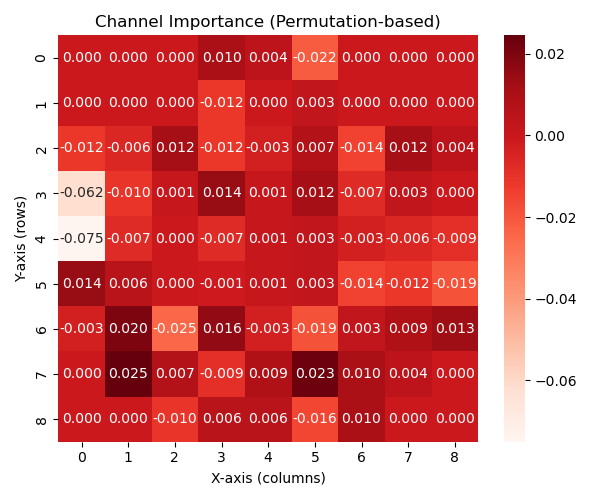 Channel Importance (Permutation-based)
0 0.000 0.000 0.000 0.010 0.004 -0.022 0.000 0.000 0.000
1 0.000 0.000 0.000 -0.012 0.000 0.003 0.000 0.000 0.000
2 -0.012 -0.006 0.012 -0.012 -0.003 0.007 -0.014 0.012 0.004
3 -0.062 -0.010 0.001 0.014 0.001 0.012 -0.007 0.003 0.000
4 -0.075 -0.007 0.000 -0.007 0.001 0.003 -0.003 -0.006 -0.009
5 0.014 0.006 0.000 -0.001 0.001 0.003 -0.014 -0.012 -0.019
6 -0.003 0.020 -0.025 0.016 -0.003 -0.019 0.003 0.009 0.013
7 0.000 0.025 0.007 -0.009 0.009 0.023 0.010 0.004 0.000
8 0.000 0.000 -0.010 0.006 0.006 -0.016 0.010 0.000 0.000
0 1 2 3 4 5 6 7 8
X-axis (columns)
Y-axis (rows)
0.02
0.00
−0.02
−0.04
−0.06